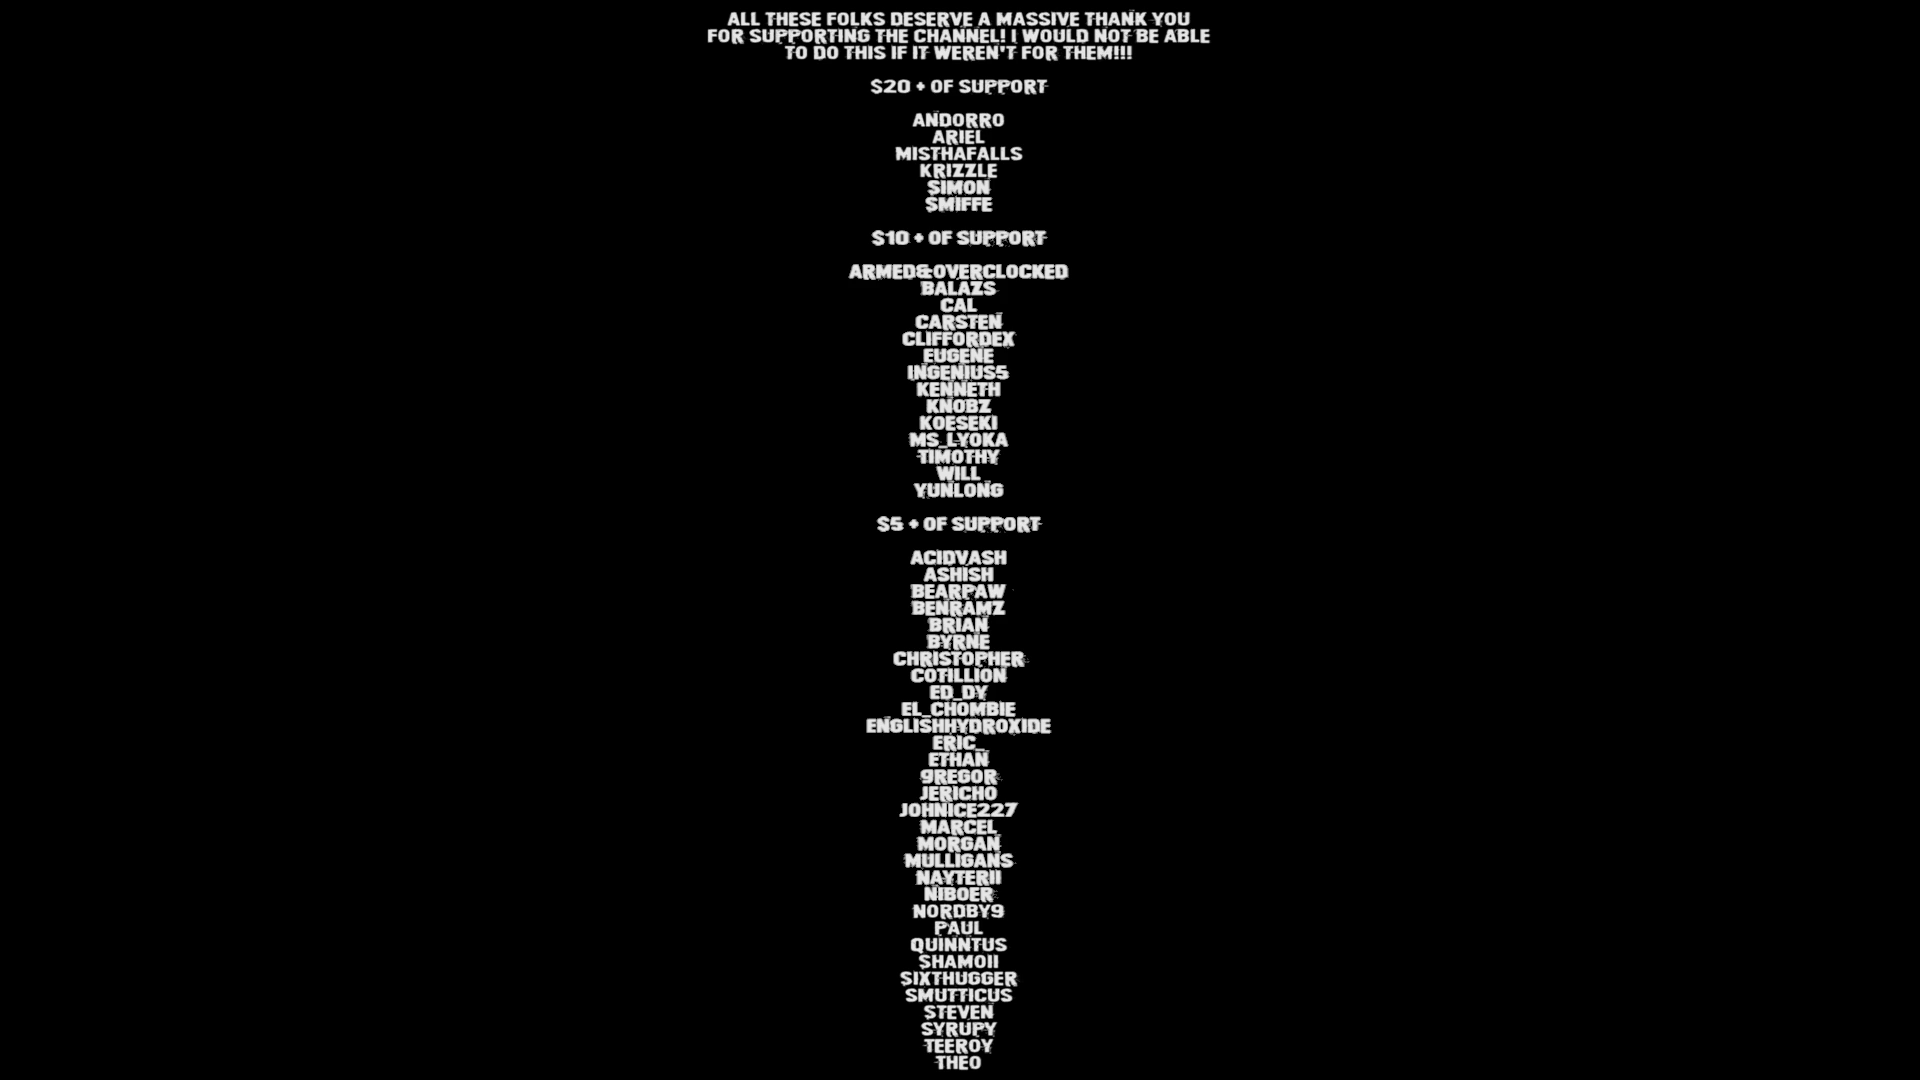 ALL THESE FOLKS DESERVE A MASSIVE THANK YOU
FOR SUPPORTING THE CHANNEL! I WOULD NOT BE ABLE
TO DO THIS IF IT WEREN'T FOR THEM!!!
$20 + OF SUPPORT
ANDORRO
ARIEL
MISTHAFALLS
KRIZZLE
SIMON
SMIFFE
$10 + OF SUPPORT
ARMED&OVERCLOCKED
BALAZS
CAL
CARSTEN
CLIFFORDEX
EUGENE
INGENIUS5
KENNETH
KNOBZ
KOESEKI
MS_LYOKA
TIMOTHY
WILL
YUNLONG
$5 + OF SUPPORT
ACIDVASH
ASHISH
BEARPAW
BENRAMZ
BRIAN
BYRNE
CHRISTOPHER
COTILLION
ED_DY
EL_CHOMBIE
ENGLISHHYDROXIDE
ERIC_
ETHAN
9REGOR
JERICHO
JOHNICE227
MARCEL
MORGAN
MULLIGANS
NAYTERII
NIBOER
NORDBY9
PAUL
QUINNTUS
SHAMOII
SIXTHUGGER
SMUTTICUS
STEVEN
SYRUPY
TEEROY
THEO